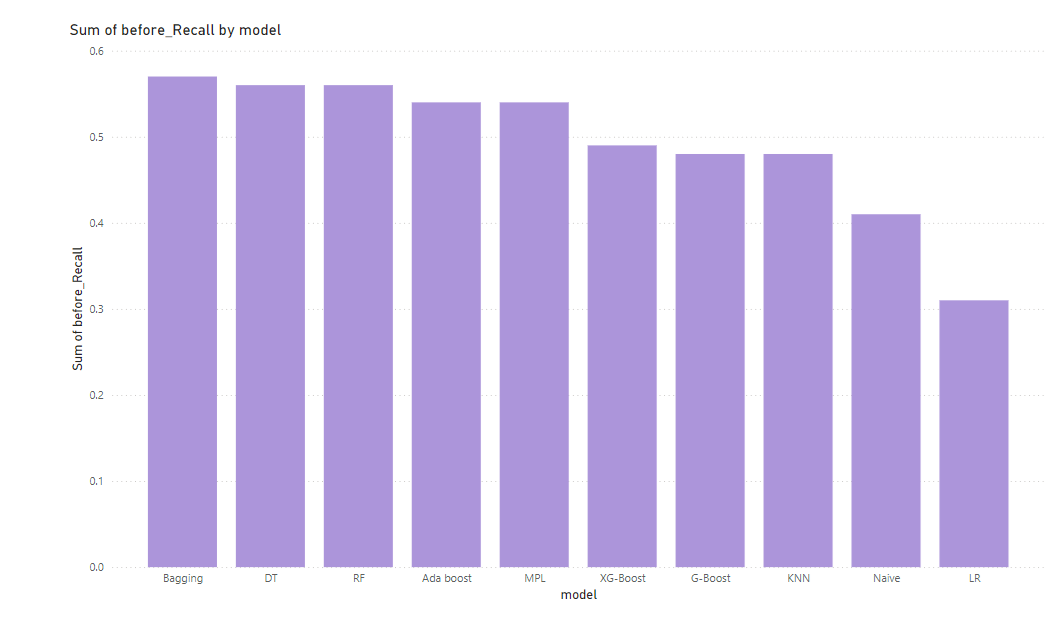 Sum of before_Recall by model
0.6
0.5
0.4
0.3
0.2
0.1
0.0
Sum of before_Recall
Bagging DT RF Ada boost MPL XG-Boost G-Boost KNN Naive LR
model